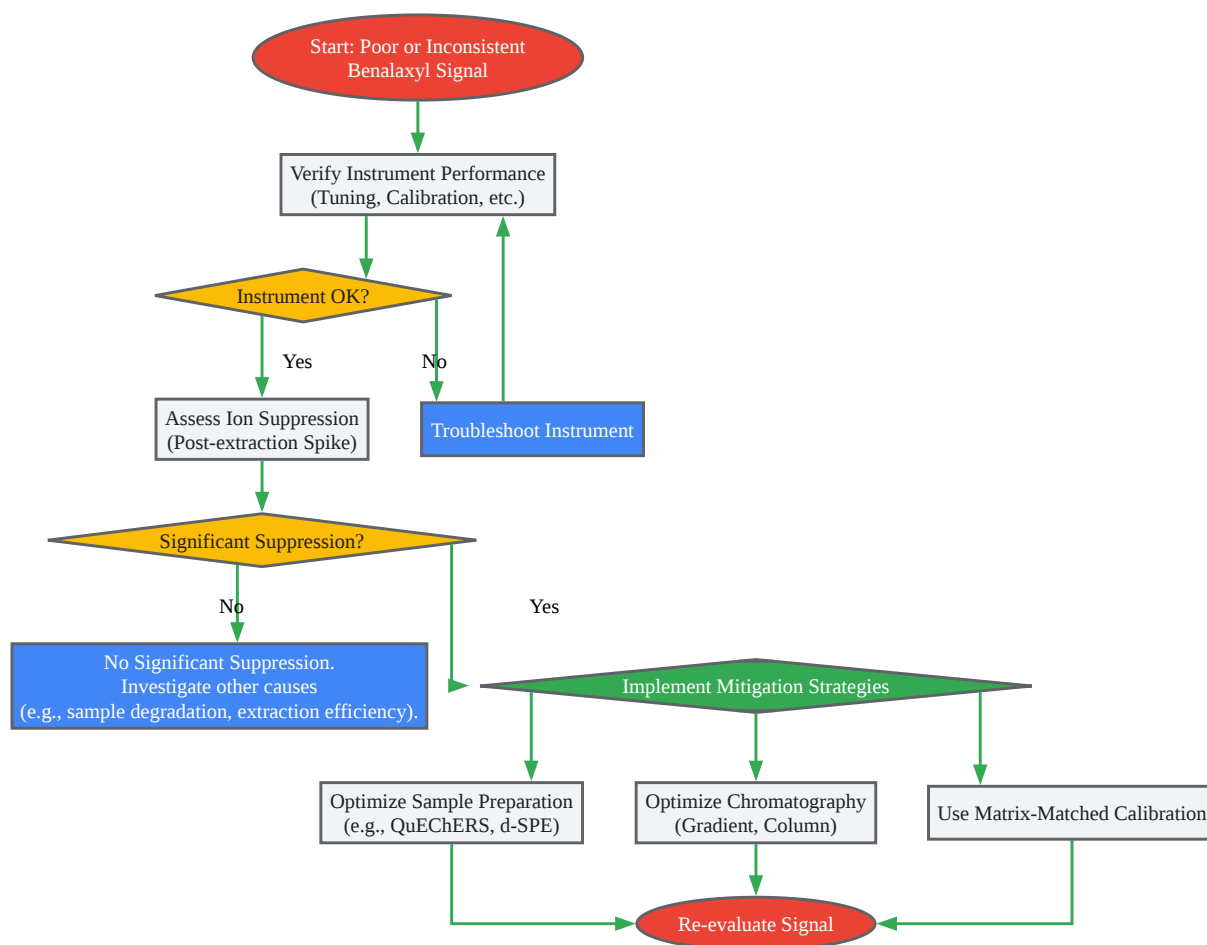 Start: Poor or Inconsistent
Benalaxyl Signal
Verify Instrument Performance
(Tuning, Calibration, etc.)
Instrument OK?
Yes
No
Assess Ion Suppression
(Post-extraction Spike)
Troubleshoot Instrument
Significant Suppression?
No
Yes
No Significant Suppression.
Investigate other causes
(e.g., sample degradation, extraction efficiency).
Implement Mitigation Strategies
Optimize Sample Preparation
(e.g., QuEChERS, d-SPE)
Optimize Chromatography
(Gradient, Column)
Use Matrix-Matched Calibration
Re-evaluate Signal